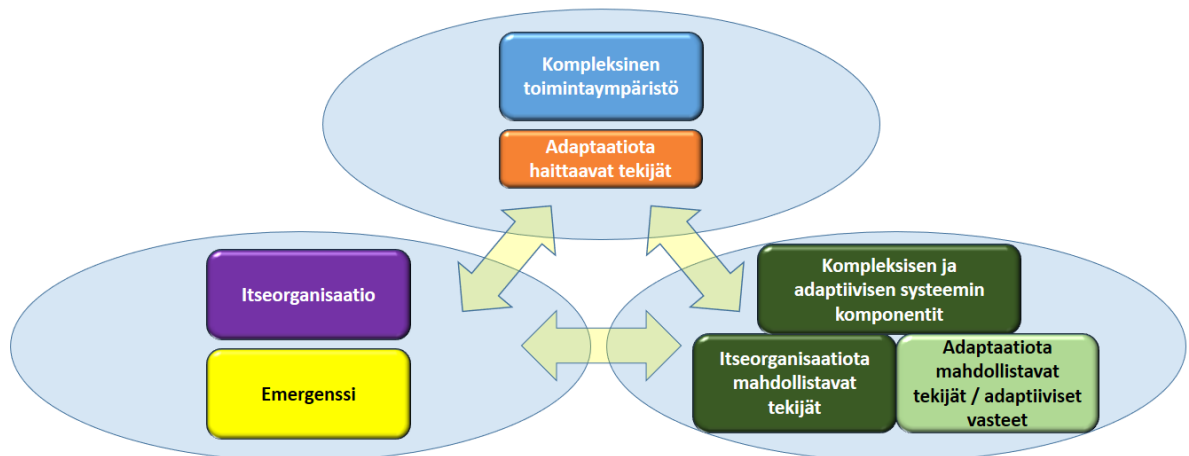 Kompleksinen
toimintaympäristö
Adaptaatiota
haittaavat tekijät
Itseorganisaatio
Emergenssi
Kompleksisen ja
adaptiivisen systeemin
komponentit
Itseorganisaatiota
mahdollistavat
tekijät
Adaptaatiota
mahdollistavat
tekijät / adaptiiviset
vasteet